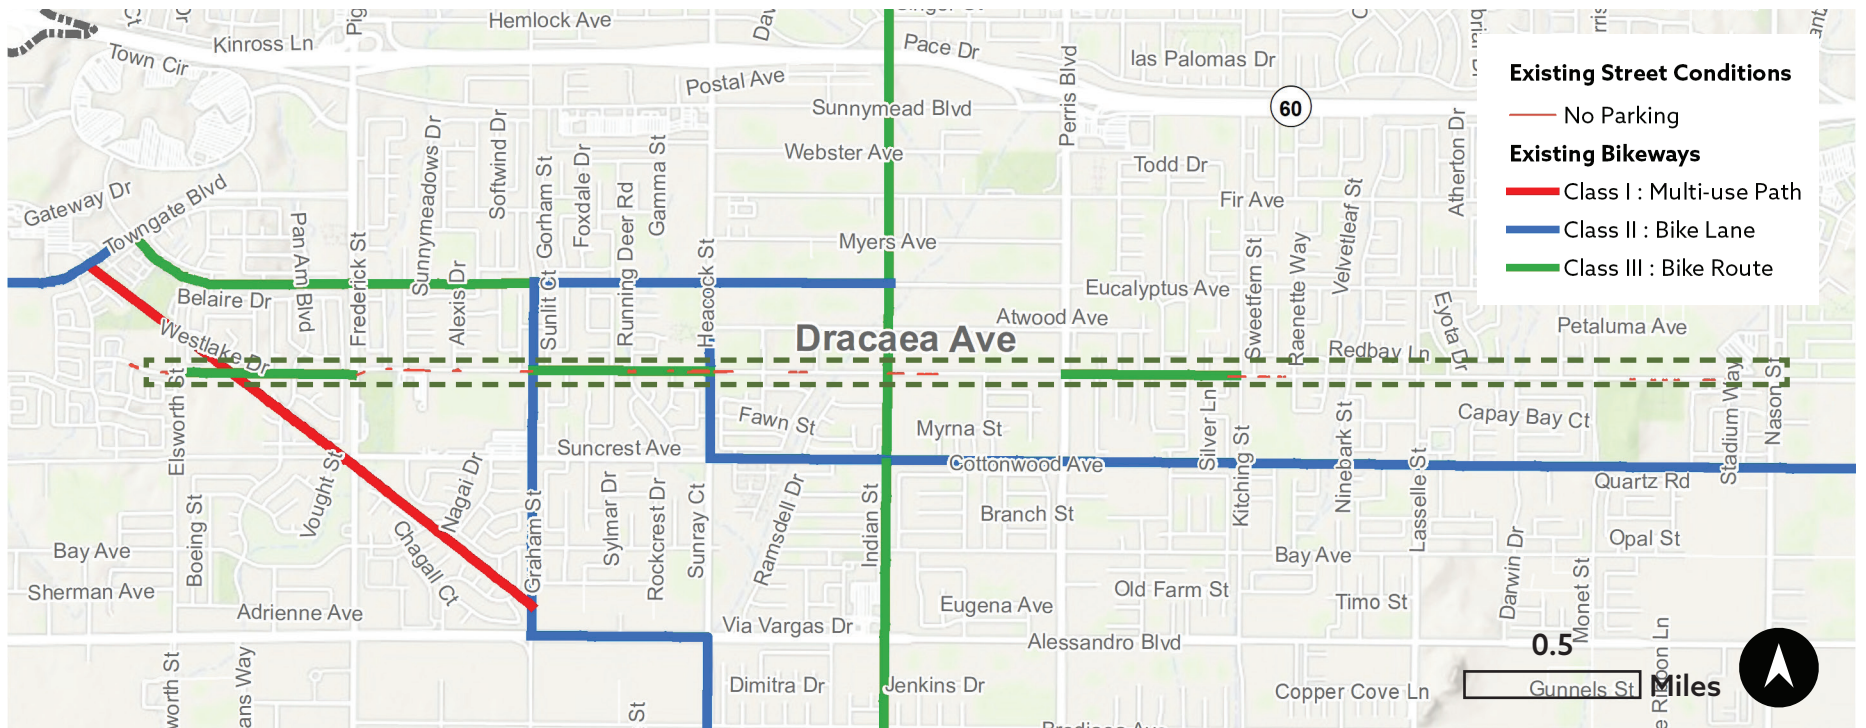 Hemlock Ave
Kinross Ln
Town Cir
Pace Dr
Ias Palomas Dr
Postal Ave
Sunnymead Blvd
Perris Blvd
60
Existing Street Conditions
No Parking
Existing Bikeways
Class I : Multi-use Path
Class II : Bike Lane
Class III : Bike Route
Webster Ave
Todd Dr
Fir Ave
Atherton Dr
Gateway Dr
Towngate Blvd
Pan Am Blvd
Frederick St
Sunnymeadows Dr
Alexis Dr
Softwind Dr
Gorham St
Sunlit Ct
Foxdale Dr
Running Deer Rd
Gamma St
Heacock St
Myers Ave
Sweetfern St
Raenette Way
Velvetleaf St
Belaire Dr
Eucalyptus Ave
Atwood Ave
Eyota Dr
Petaluma Ave
Westlake Dr
Dracaea Ave
Redbay Ln
Elsworth St
Fawn St
Myrna St
Silver Ln
Kitching St
Ninebark St
Capay Bay Ct
Stadium Way
Nason St
Suncrest Ave
Cottonwood Ave
Lasselle St
Quartz Rd
Vought St
Nagai Dr
Boeing St
Chagall Ct
Graham St
Sylmar Dr
Rockcrest Dr
Sunray Ct
Ramsdell Dr
Indian St
Branch St
Bay Ave
Bay Ave
Opal St
Darwin Dr
Monet St
Sherman Ave
Adrienne Ave
Old Farm St
Eugena Ave
Timo St
Via Vargas Dr
Alessandro Blvd
0.5
Miles
Dimitra Dr
Jenkins Dr
Copper Cove Ln
Gunnels St
St